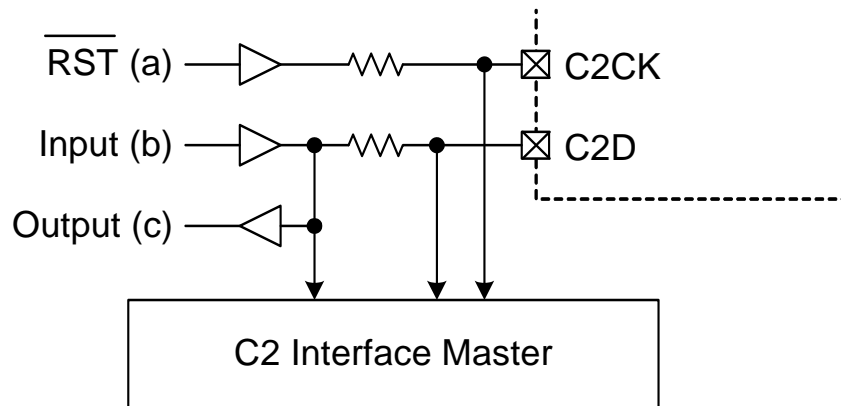 RST (a)
C2CK
Input (b)
C2D
Output (c)
C2 Interface Master